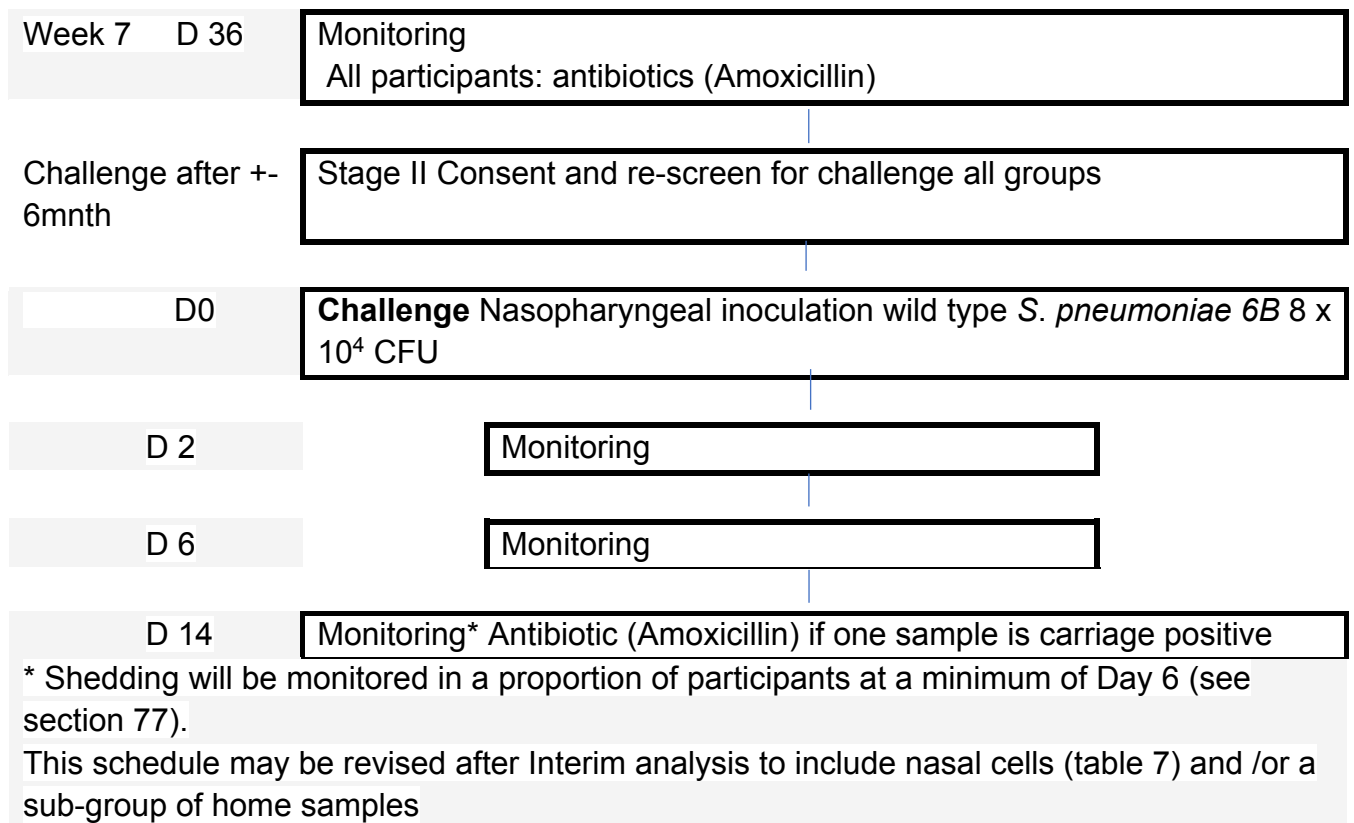 Week 7 D 36
Monitoring
All participants: antibiotics (Amoxicillin)
Challenge after +-
6mnth
Stage II Consent and re-screen for challenge all groups
D0
Challenge Nasopharyngeal inoculation wild type S. pneumoniae 6B 8 x
10⁴ CFU
D 2
Monitoring
D 6
Monitoring
D 14
Monitoring* Antibiotic (Amoxicillin) if one sample is carriage positive
* Shedding will be monitored in a proportion of participants at a minimum of Day 6 (see
section 77).
This schedule may be revised after Interim analysis to include nasal cells (table 7) and /or a
sub-group of home samples